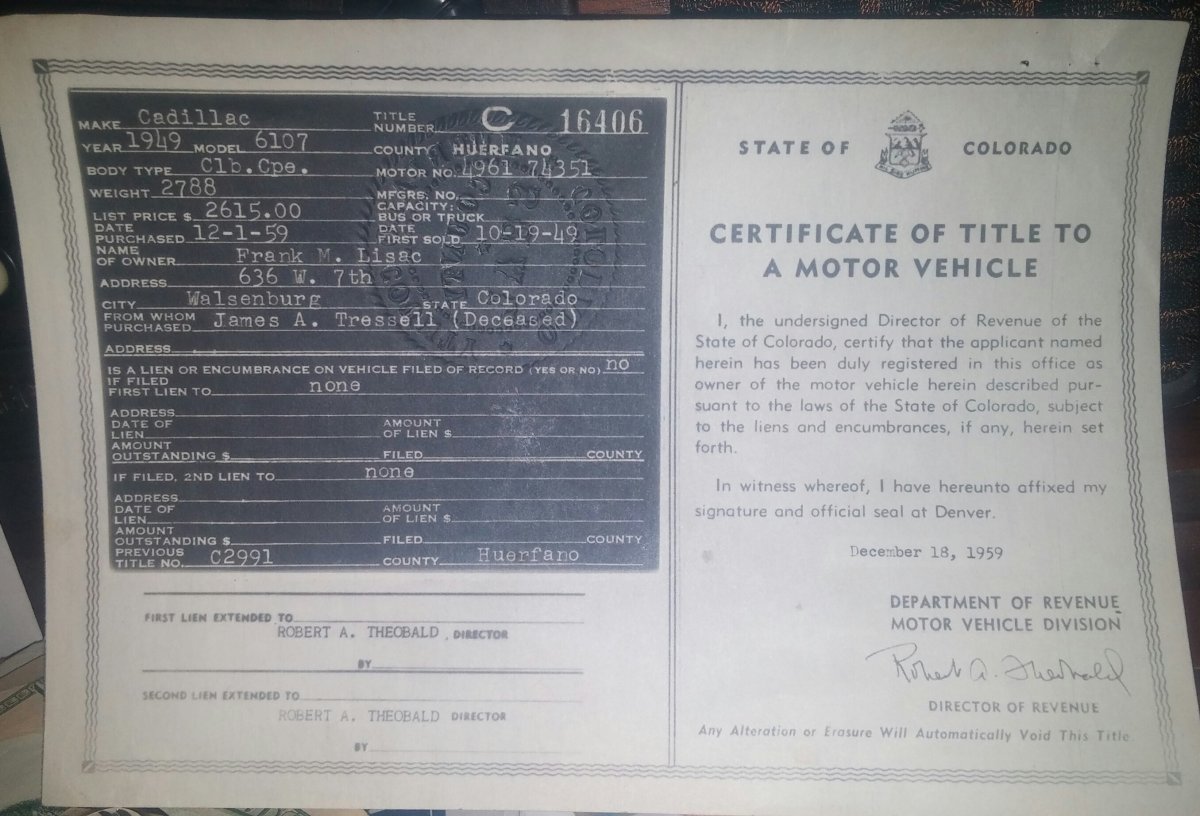 MAKE Cadillac TITLE NUMBER C 16406
YEAR 1949 MODEL 6107 COUNTY HUERFANO
BODY TYPE Clb.Cpe. MOTOR NO. 4961 74351
WEIGHT 2788 MFGRS. NO.
LIST PRICE $ 2615.00 CAPACITY: BUS OR TRUCK
DATE PURCHASED 12-1-59 DATE FIRST SOLD 10-19-49
NAME OF OWNER Frank M. Lisac
ADDRESS 636 W. 7th
CITY Walsenburg STATE Colorado
FROM WHOM PURCHASED James A. Tressell (Deceased)
ADDRESS
IS A LIEN OR ENCUMBRANCE ON VEHICLE FILED OF RECORD (YES OR NO) no
IF FILED FIRST LIEN TO none
ADDRESS
DATE OF LIEN AMOUNT OF LIEN $
AMOUNT OUTSTANDING $ FILED COUNTY
IF FILED, 2ND LIEN TO none
ADDRESS
DATE OF LIEN AMOUNT OF LIEN $
AMOUNT OUTSTANDING $ FILED COUNTY
PREVIOUS TITLE NO. C2991 COUNTY Huerfano
FIRST LIEN EXTENDED TO
ROBERT A. THEOBALD, DIRECTOR
BY
SECOND LIEN EXTENDED TO
ROBERT A. THEOBALD DIRECTOR
BY
STATE OF COLORADO
CERTIFICATE OF TITLE TO
A MOTOR VEHICLE
I, the undersigned Director of Revenue of the
State of Colorado, certify that the applicant named
herein has been duly registered in this office as
owner of the motor vehicle herein described pur-
suant to the laws of the State of Colorado, subject
to the liens and encumbrances, if any, herein set
forth.
In witness whereof, I have hereunto affixed my
signature and official seal at Denver.
December 18, 1959
DEPARTMENT OF REVENUE
MOTOR VEHICLE DIVISION
Robert A. Theobald
DIRECTOR OF REVENUE
Any Alteration or Erasure Will Automatically Void This Title.